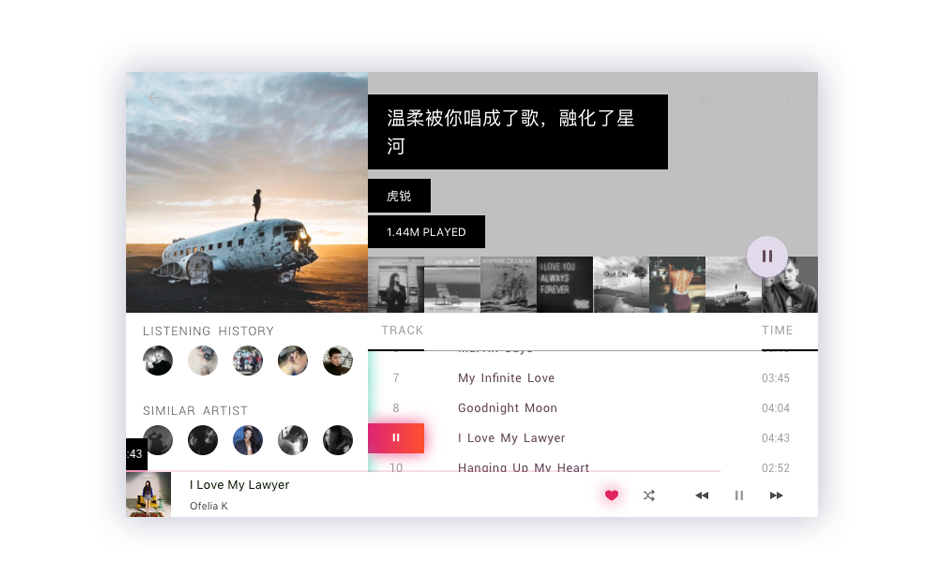 温柔被你唱成了歌，融化了星
河
虎锐
1.44M PLAYED
I LOVE YOU
ALWAYS
FOREVER
LISTENING HISTORY
SIMILAR ARTIST
TRACK TIME
7 My Infinite Love 03:45
8 Goodnight Moon 04:04
I Love My Lawyer 04:43
10 Hanging Up My Heart 02:52
:43
I Love My Lawyer
Ofelia K